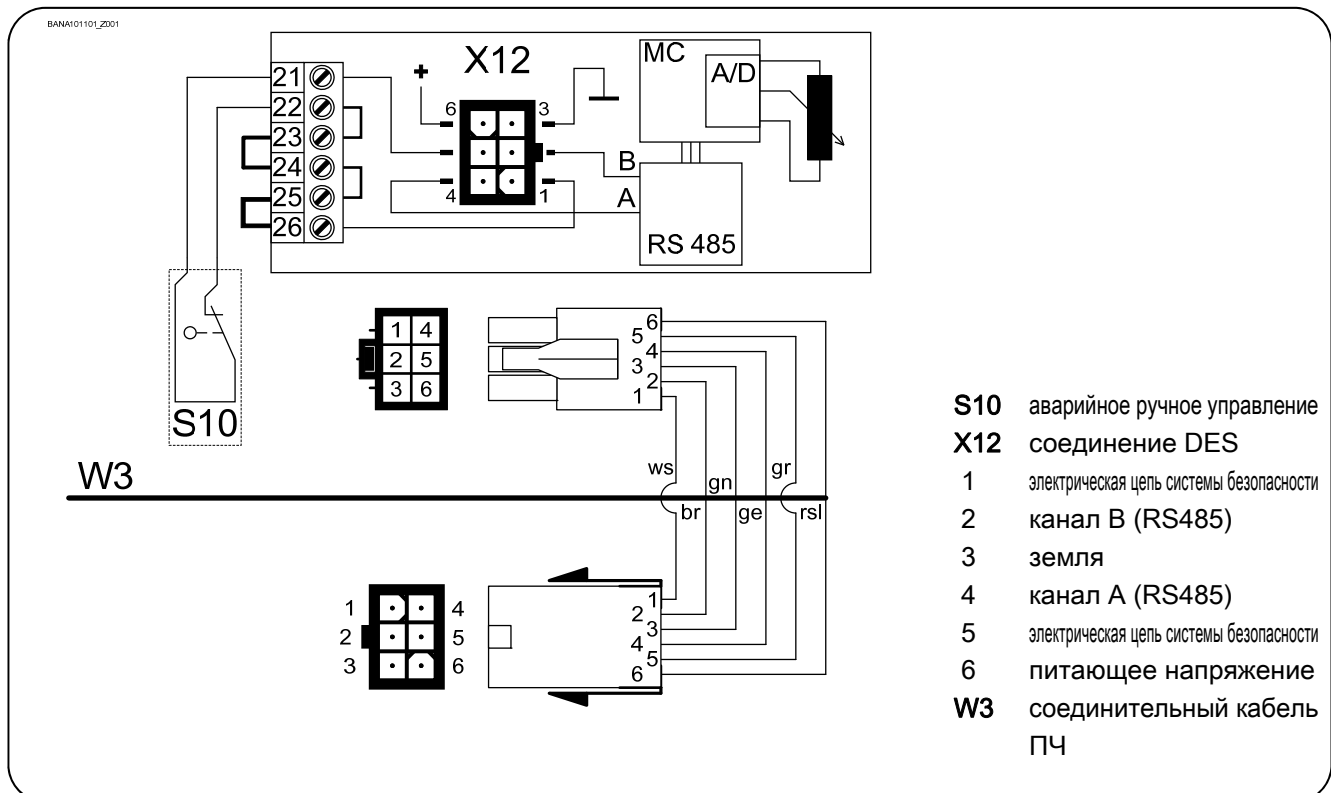 BANA101101_Z001
X12
MC
A/D
+
21
22
23
24
25
26
6
3
4
1
B
A
RS 485
S10
1 4
2 5
3 6
6
5
4
3
2
1
W3
ws
gn
gr
br
ge
rsl
1 4
2 5
3 6
1
2
3
4
5
6
S10 аварийное ручное управление
X12 соединение DES
1 электрическая цепь системы безопасности
2 канал B (RS485)
3 земля
4 канал A (RS485)
5 электрическая цепь системы безопасности
6 питающее напряжение
W3 соединительный кабель
ПЧ